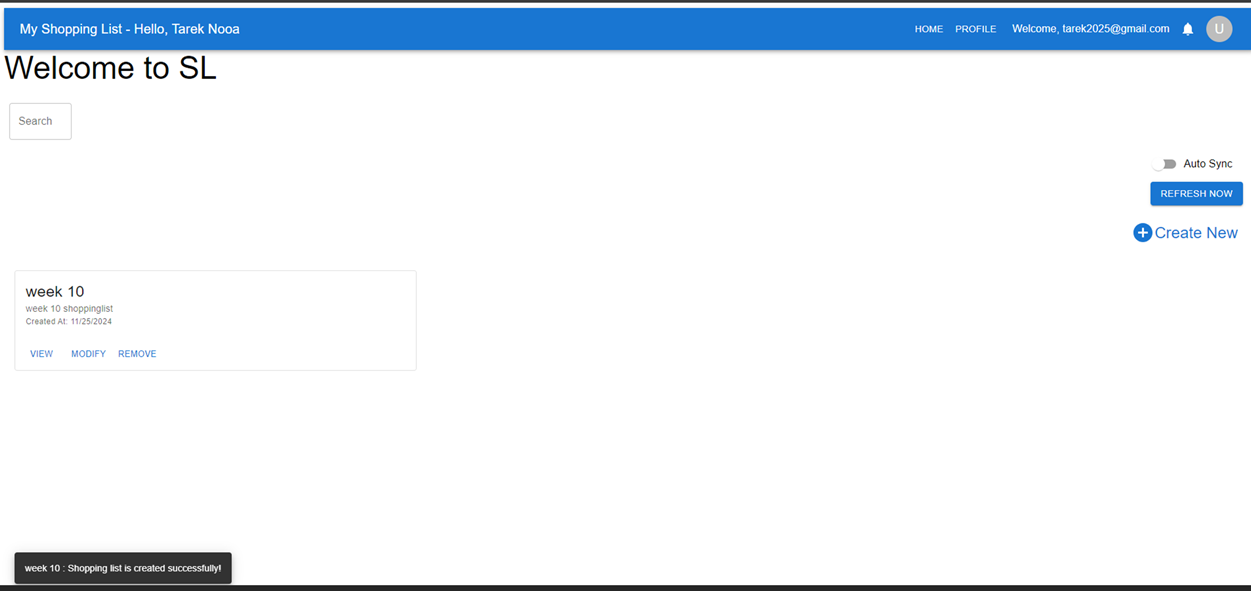 My Shopping List - Hello, Tarek Nooa
HOME PROFILE Welcome, tarek2025@gmail.com U
Welcome to SL
Search
Auto Sync
REFRESH NOW
Create New
week 10
week 10 shoppinglist
Created At: 11/25/2024
VIEW MODIFY REMOVE
week 10 : Shopping list is created successfully!